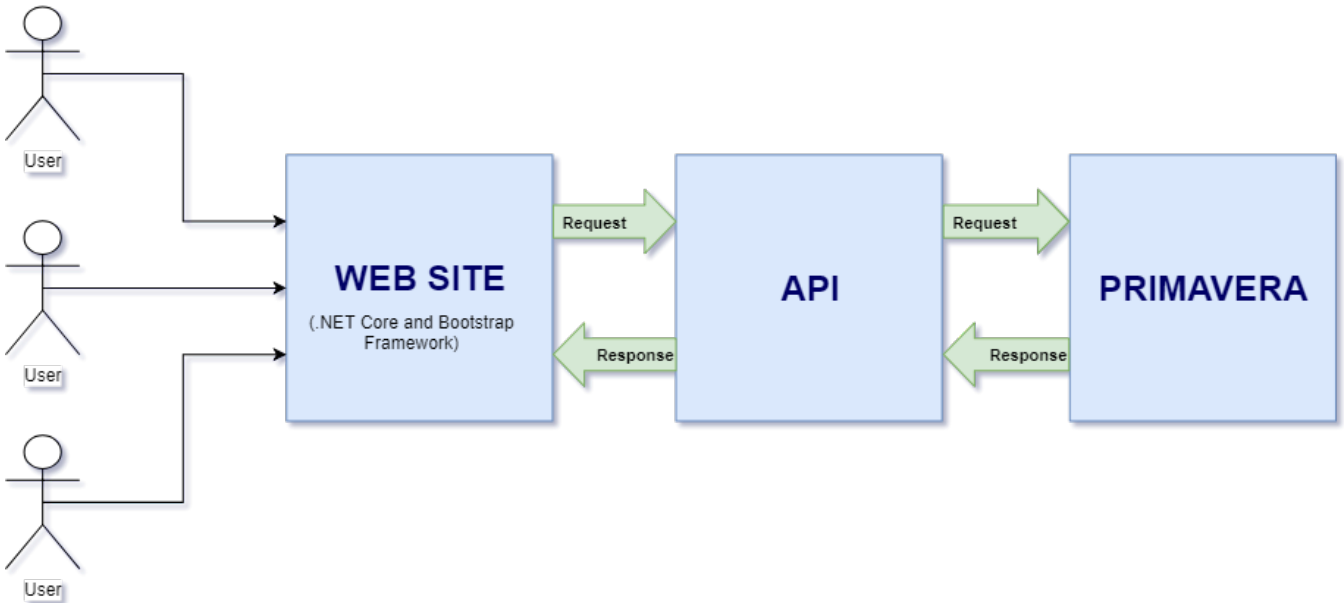 User
User
User
WEB SITE
(.NET Core and Bootstrap
Framework)
Request
Response
API
Request
Response
PRIMAVERA